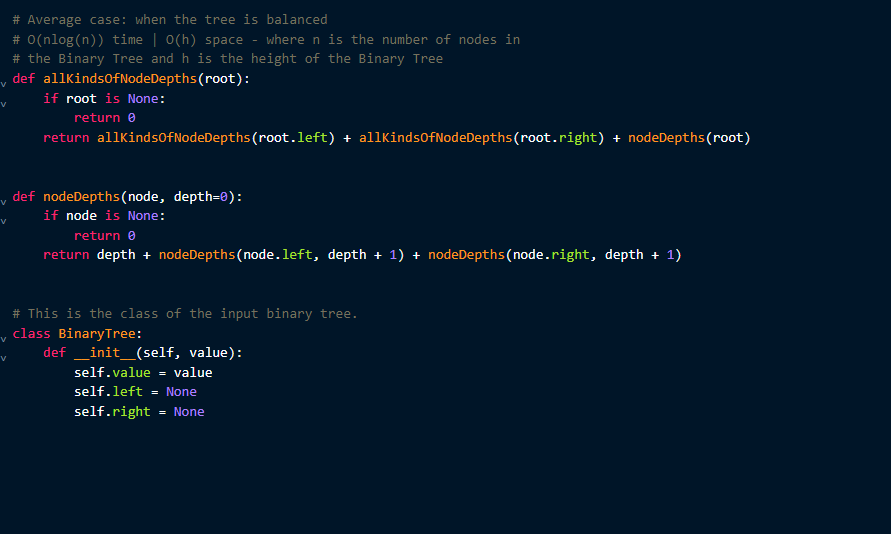 # Average case: when the tree is balanced
# O(nlog(n)) time | O(h) space - where n is the number of nodes in
# the Binary Tree and h is the height of the Binary Tree
def allKindsOfNodeDepths(root):
    if root is None:
        return 0
    return allKindsOfNodeDepths(root.left) + allKindsOfNodeDepths(root.right) + nodeDepths(root)
def nodeDepths(node, depth=0):
    if node is None:
        return 0
    return depth + nodeDepths(node.left, depth + 1) + nodeDepths(node.right, depth + 1)
# This is the class of the input binary tree.
class BinaryTree:
    def __init__(self, value):
        self.value = value
        self.left = None
        self.right = None